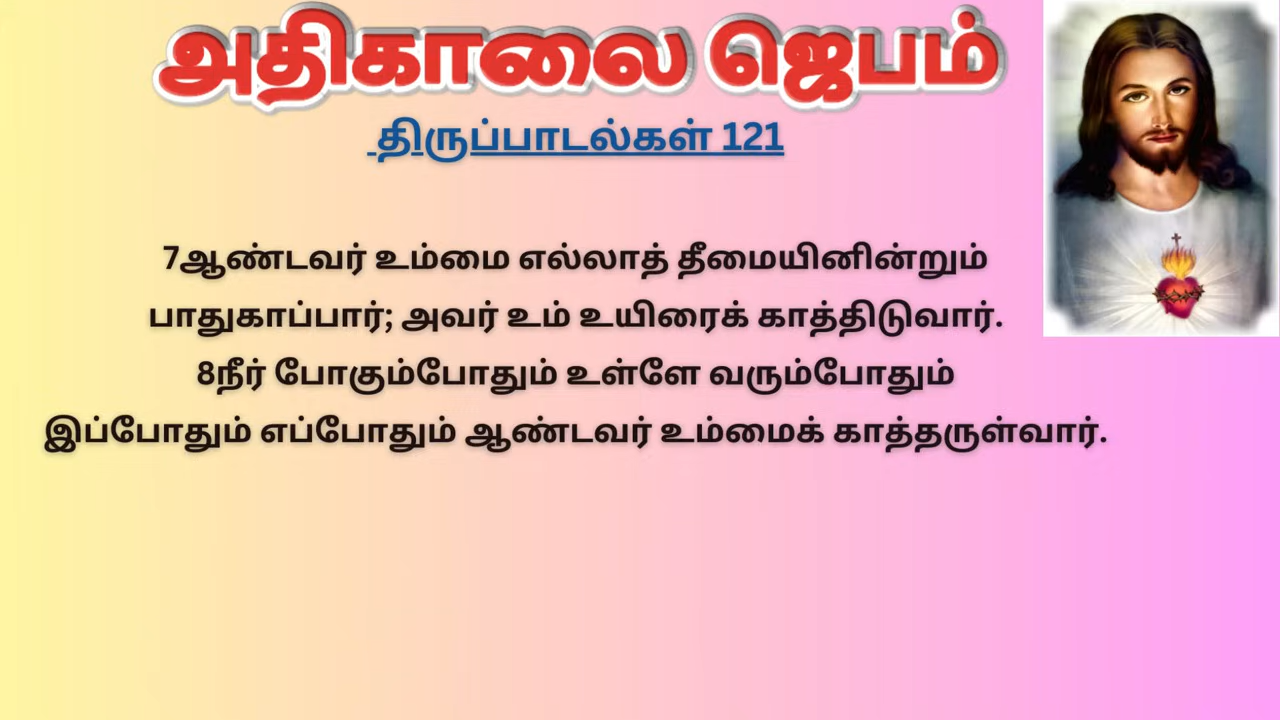 அதிகாலை ஜெபம்
திருப்பாடல்கள் 121
7ஆண்டவர் உம்மை எல்லாத் தீமையினின்றும்
பாதுகாப்பார்; அவர் உம் உயிரைக் காத்திடுவார்.
8நீர் போகும்போதும் உள்ளே வரும்போதும்
இப்போதும் எப்போதும் ஆண்டவர் உம்மைக் காத்தருள்வார்.